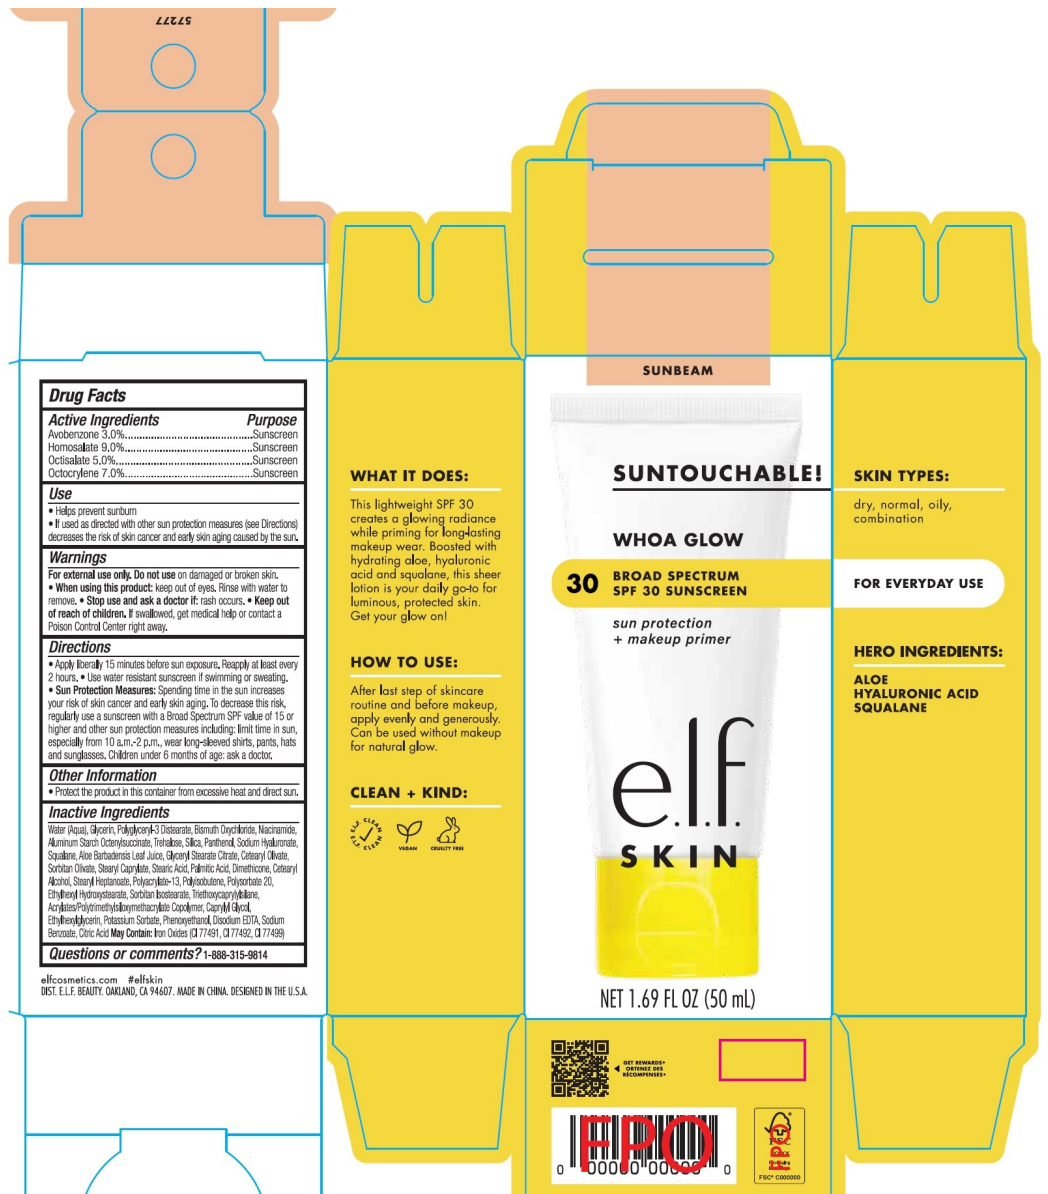 57277
Drug Facts
Active Ingredients Purpose
Avobenzone 3.0%..................................Sunscreen
Homosalate 9.0%..................................Sunscreen
Octisalate 5.0%....................................Sunscreen
Octocrylene 7.0%.................................Sunscreen
Use
• Helps prevent sunburn
• If used as directed with other sun protection measures (see Directions)
decreases the risk of skin cancer and early skin aging caused by the sun.
Warnings
For external use only. Do not use on damaged or broken skin.
• When using this product: keep out of eyes. Rinse with water to
remove. • Stop use and ask a doctor if: rash occurs. • Keep out
of reach of children. If swallowed, get medical help or contact a
Poison Control Center right away.
Directions
• Apply liberally 15 minutes before sun exposure. Reapply at least every
2 hours. • Use water resistant sunscreen if swimming or sweating.
• Sun Protection Measures: Spending time in the sun increases
your risk of skin cancer and early skin aging. To decrease this risk,
regularly use a sunscreen with a Broad Spectrum SPF value of 15 or
higher and other sun protection measures including: limit time in sun,
especially from 10 a.m.-2 p.m., wear long-sleeved shirts, pants, hats
and sunglasses. Children under 6 months of age: ask a doctor.
Other Information
• Protect the product in this container from excessive heat and direct sun.
Inactive Ingredients
Water (Aqua), Glycerin, Polyglyceryl-3 Distearate, Bismuth Oxychloride, Niacinamide,
Aluminum Starch Octenylsuccinate, Trehalose, Silica, Panthenol, Sodium Hyaluronate,
Squalane, Aloe Barbadensis Leaf Juice, Glyceryl Stearate Citrate, Cetearyl Olivate,
Sorbitan Olivate, Stearyl Caprylate, Stearic Acid, Palmitic Acid, Dimethicone, Cetearyl
Alcohol, Stearyl Heptanoate, Polyacrylate-13, Polyisobutene, Polysorbate 20,
Ethylhexyl Hydroxystearate, Sorbitan Isostearate, Triethoxycaprylylsilane,
Acrylates/Polytrimethylsiloxymethacrylate Copolymer, Caprylyl Glycol,
Ethylhexylglycerin, Potassium Sorbate, Phenoxyethanol, Disodium EDTA, Sodium
Benzoate, Citric Acid May Contain: Iron Oxides (CI 77491, CI 77492, CI 77499)
Questions or comments? 1-888-315-9814
elfcosmetics.com #elfskin
DIST. E.L.F. BEAUTY. OAKLAND, CA 94607. MADE IN CHINA. DESIGNED IN THE U.S.A.
WHAT IT DOES:
This lightweight SPF 30
creates a glowing radiance
while priming for long-lasting
makeup wear. Boosted with
hydrating aloe, hyaluronic
acid and squalane, this sheer
lotion is your daily go-to for
luminous, protected skin.
Get your glow on!
HOW TO USE:
After last step of skincare
routine and before makeup,
apply evenly and generously.
Can be used without makeup
for natural glow.
CLEAN + KIND:
E.L.F. CLEAN
E.L.F. CLEAN
VEGAN
CRUELTY FREE
SUNBEAM
SUNTOUCHABLE!
WHOA GLOW
30
BROAD SPECTRUM
SPF 30 SUNSCREEN
sun protection
+ makeup primer
e.l.f.
SKIN
NET 1.69 FL OZ (50 mL)
SKIN TYPES:
dry, normal, oily,
combination
FOR EVERYDAY USE
HERO INGREDIENTS:
ALOE
HYALURONIC ACID
SQUALANE
GET REWARDS+
OBTENEZ DES
RÉCOMPENSES+
FPO
0 00000 00000 0
FPO
FSC® C000000